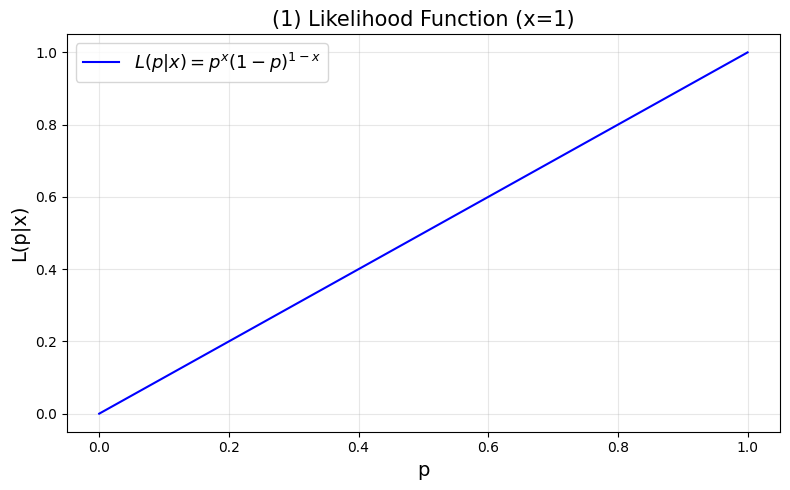 (1) Likelihood Function (x=1)
L(p|x) = p^x(1 − p)^{1−x}
L(p|x)
1.0
0.8
0.6
0.4
0.2
0.0
0.0 0.2 0.4 0.6 0.8 1.0
p